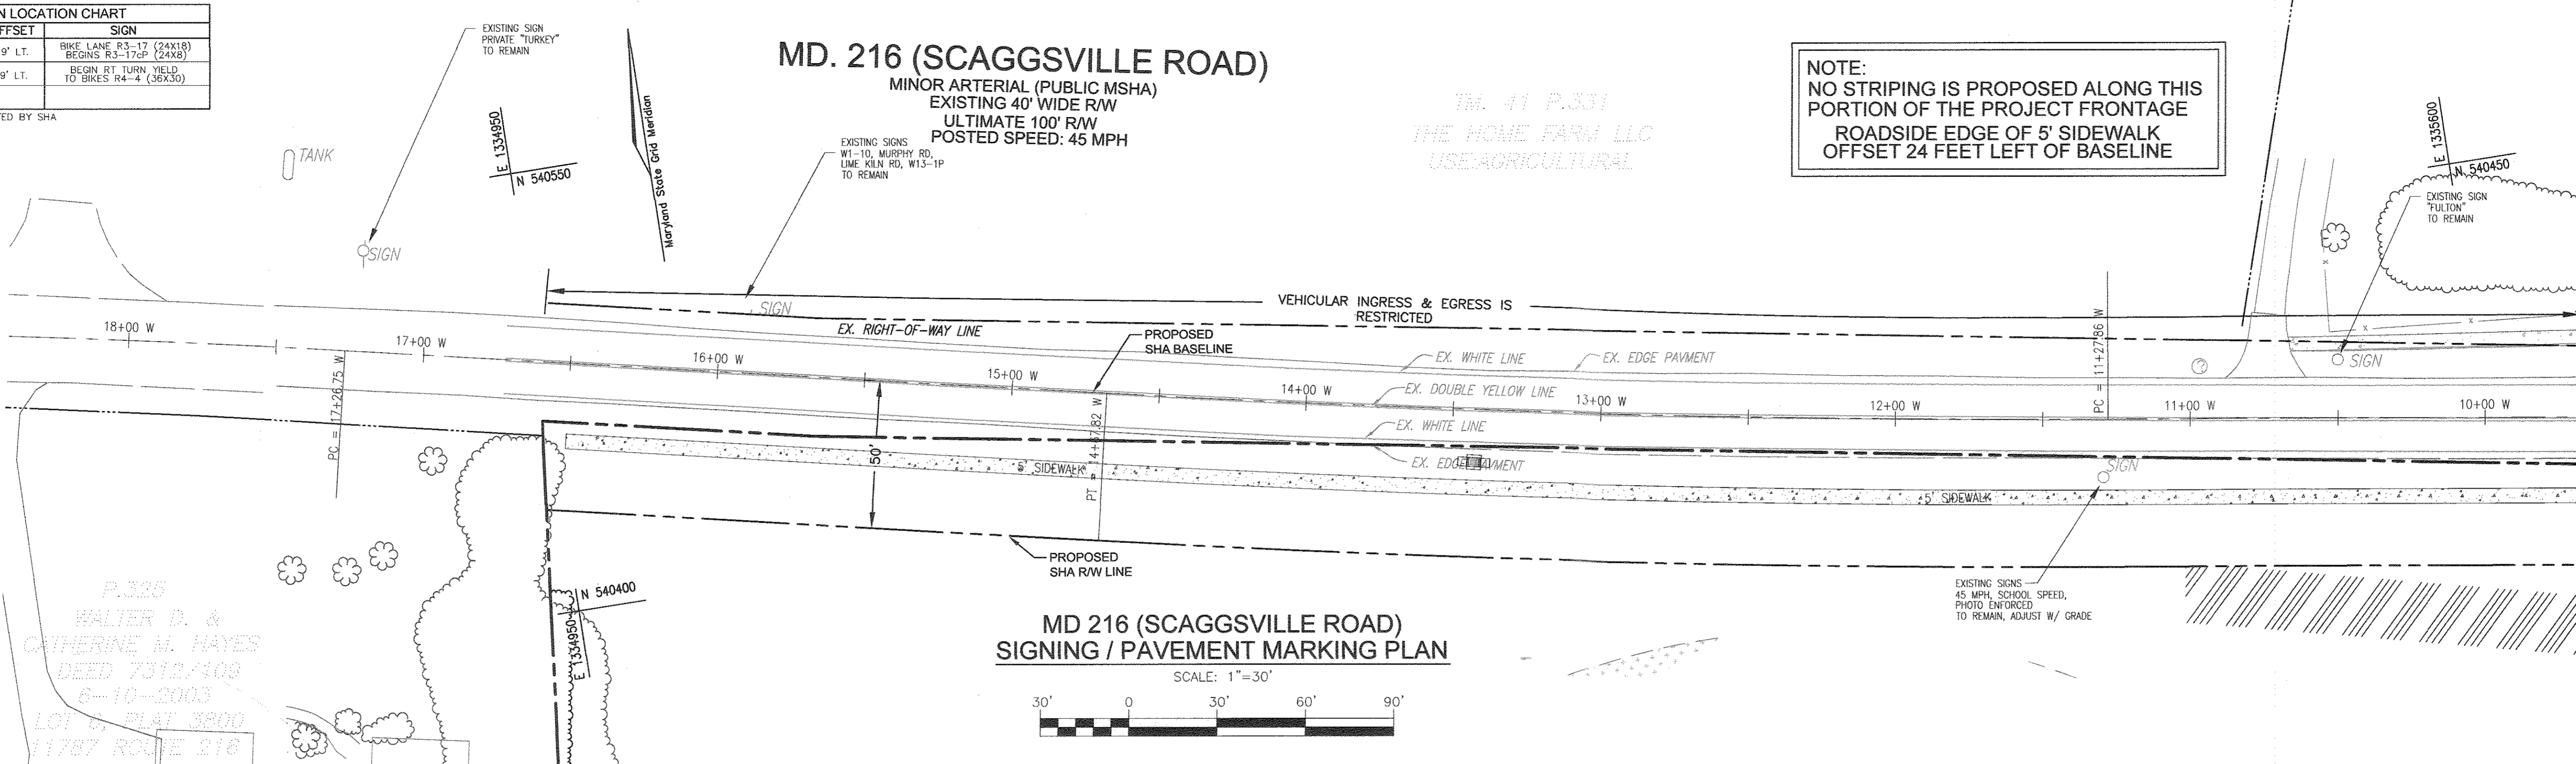 N LOCATION CHART
FFSET SIGN
9' LT. BIKE LANE R3-17 (24X18)
BEGINS R3-17cP (24X8)
9' LT. BEGIN RT TURN YIELD
TO BIKES R4-4 (36X30)
TED BY SHA
EXISTING SIGN
PRIVATE "TURKEY"
TO REMAIN
TANK
SIGN
E 1334950
N 540550
Maryland State Grid Meridian
MD. 216 (SCAGGSVILLE ROAD)
MINOR ARTERIAL (PUBLIC MSHA)
EXISTING 40' WIDE R/W
ULTIMATE 100' R/W
POSTED SPEED: 45 MPH
EXISTING SIGNS
W1-10, MURPHY RD,
LIME KILN RD, W13-1P
TO REMAIN
TM. 41 P.331
THE HOME FARM LLC
USE:AGRICULTURAL
NOTE:
NO STRIPING IS PROPOSED ALONG THIS
PORTION OF THE PROJECT FRONTAGE
ROADSIDE EDGE OF 5' SIDEWALK
OFFSET 24 FEET LEFT OF BASELINE
E 1335600
N 540450
EXISTING SIGN
"FULTON"
TO REMAIN
SIGN
VEHICULAR INGRESS & EGRESS IS
RESTRICTED
EX. RIGHT-OF-WAY LINE
PROPOSED
SHA BASELINE
EX. WHITE LINE
EX. EDGE PAVMENT
SIGN
18+00 W
17+00 W
16+00 W
15+00 W
14+00 W
13+00 W
12+00 W
11+00 W
10+00 W
EX. DOUBLE YELLOW LINE
PC = 17+26.75 W
PT = 14+67.82 W
PC = 11+27.86 W
EX. WHITE LINE
EX. EDGE PAVMENT
50'
5' SIDEWALK
SIGN
5' SIDEWALK
PROPOSED
SHA R/W LINE
EXISTING SIGNS
45 MPH, SCHOOL SPEED,
PHOTO ENFORCED
TO REMAIN, ADJUST W/ GRADE
N 540400
E 1334950
P.325
WALTER D. &
CATHERINE M. HAYES
DEED 7312/409
6-10-2003
LOT 6, PLAT 3800
11787 ROUTE 216
MD 216 (SCAGGSVILLE ROAD)
SIGNING / PAVEMENT MARKING PLAN
SCALE: 1"=30'
30' 0 30' 60' 90'